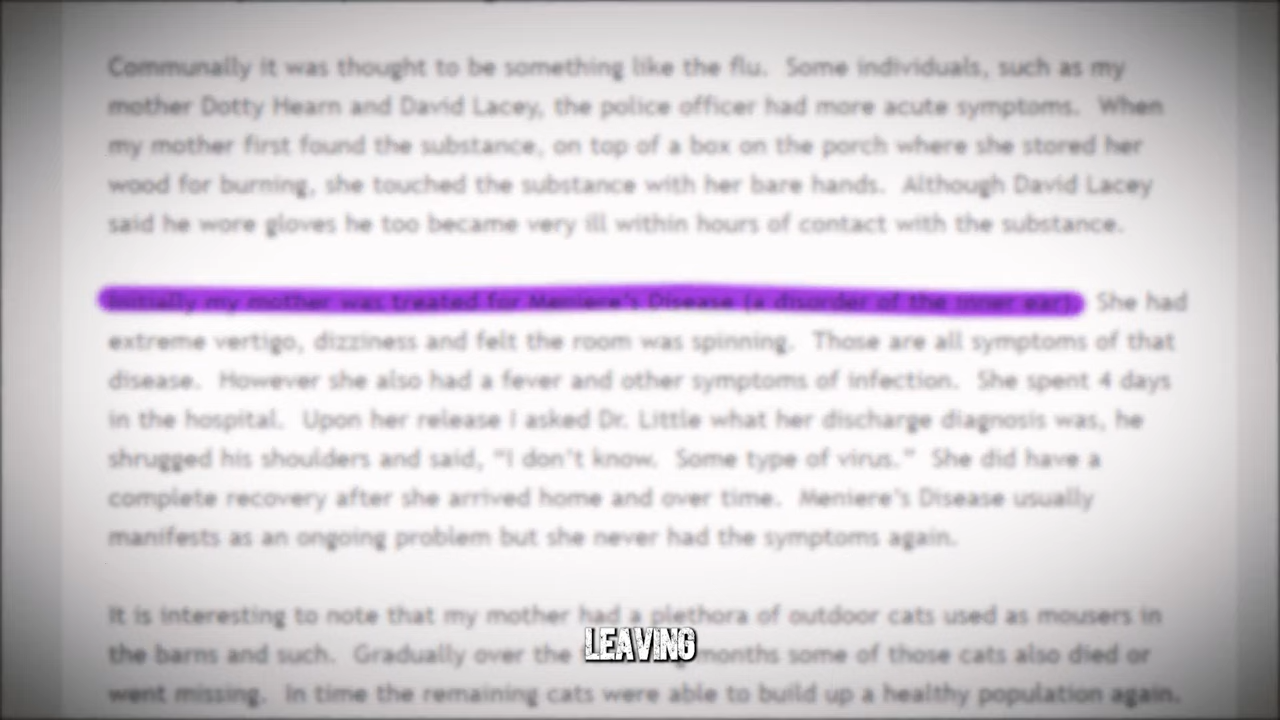 Communally it was thought to be something like the flu.  Some individuals, such as my
mother Dotty Hearn and David Lacey, the police officer had more acute symptoms.  When
my mother first found the substance, on top of a box on the porch where she stored her
wood for burning, she touched the substance with her bare hands.  Although David Lacey
said he wore gloves he too became very ill within hours of contact with the substance.
Initially my mother was treated for Meniere's Disease (a disorder of the inner ear).  She had
extreme vertigo, dizziness and felt the room was spinning.  Those are all symptoms of that
disease.  However she also had a fever and other symptoms of infection.  She spent 4 days
in the hospital.  Upon her release I asked Dr. Little what her discharge diagnosis was, he
shrugged his shoulders and said, “I don't know.  Some type of virus.”  She did have a
complete recovery after she arrived home and over time.  Meniere's Disease usually
manifests as an ongoing problem but she never had the symptoms again.
It is interesting to note that my mother had a plethora of outdoor cats used as mousers in
the barns and such.  Gradually over the months some of those cats also died or
LEAVING
went missing.  In time the remaining cats were able to build up a healthy population again.